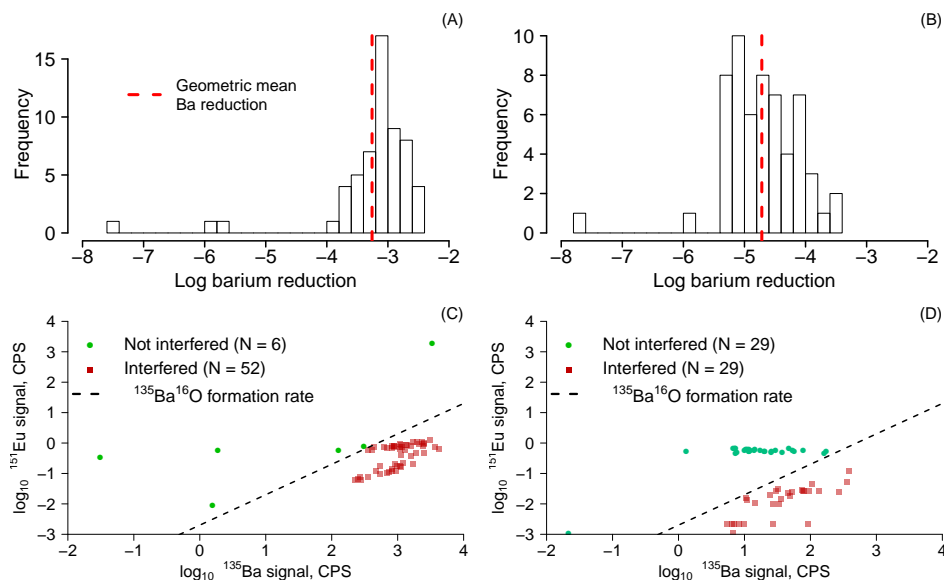 (A)
Frequency
15
10
5
0
Geometric mean
Ba reduction
−8 −7 −6 −5 −4 −3 −2
Log barium reduction
(B)
Frequency
10
8
6
4
2
0
−8 −7 −6 −5 −4 −3 −2
Log barium reduction
(C)
log₁₀ ¹⁵¹Eu signal, CPS
4
3
2
1
0
−1
−2
−3
Not interfered (N = 6)
Interfered (N = 52)
¹³⁵Ba¹⁶O formation rate
−2 −1 0 1 2 3 4
log₁₀ ¹³⁵Ba signal, CPS
(D)
log₁₀ ¹⁵¹Eu signal, CPS
4
3
2
1
0
−1
−2
−3
Not interfered (N = 29)
Interfered (N = 29)
¹³⁵Ba¹⁶O formation rate
−2 −1 0 1 2 3 4
log₁₀ ¹³⁵Ba signal, CPS